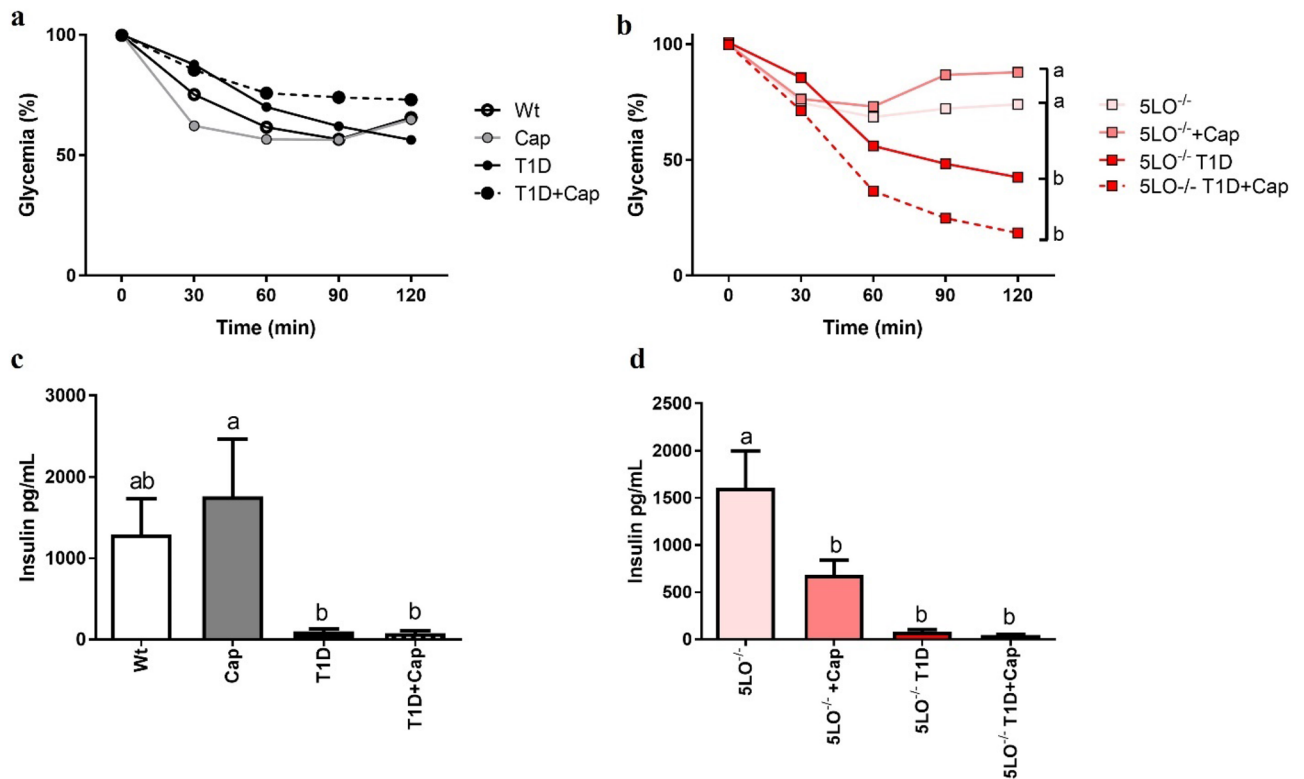 a
100
50
0
Glycemia (%)
0 30 60 90 120
Time (min)
Wt
Cap
T1D
T1D+Cap
b
100
50
0
Glycemia (%)
0 30 60 90 120
Time (min)
a
a
b
b
5LO⁻/⁻
5LO⁻/⁻+Cap
5LO⁻/⁻ T1D
5LO-/- T1D+Cap
c
3000
2000
1000
0
Insulin pg/mL
ab
a
b
b
Wt
Cap
T1D
T1D+Cap
d
2500
2000
1500
1000
500
0
Insulin pg/mL
a
b
b
b
5LO⁻/⁻
5LO⁻/⁻ +Cap
5LO⁻/⁻ T1D
5LO⁻/⁻ T1D+Cap